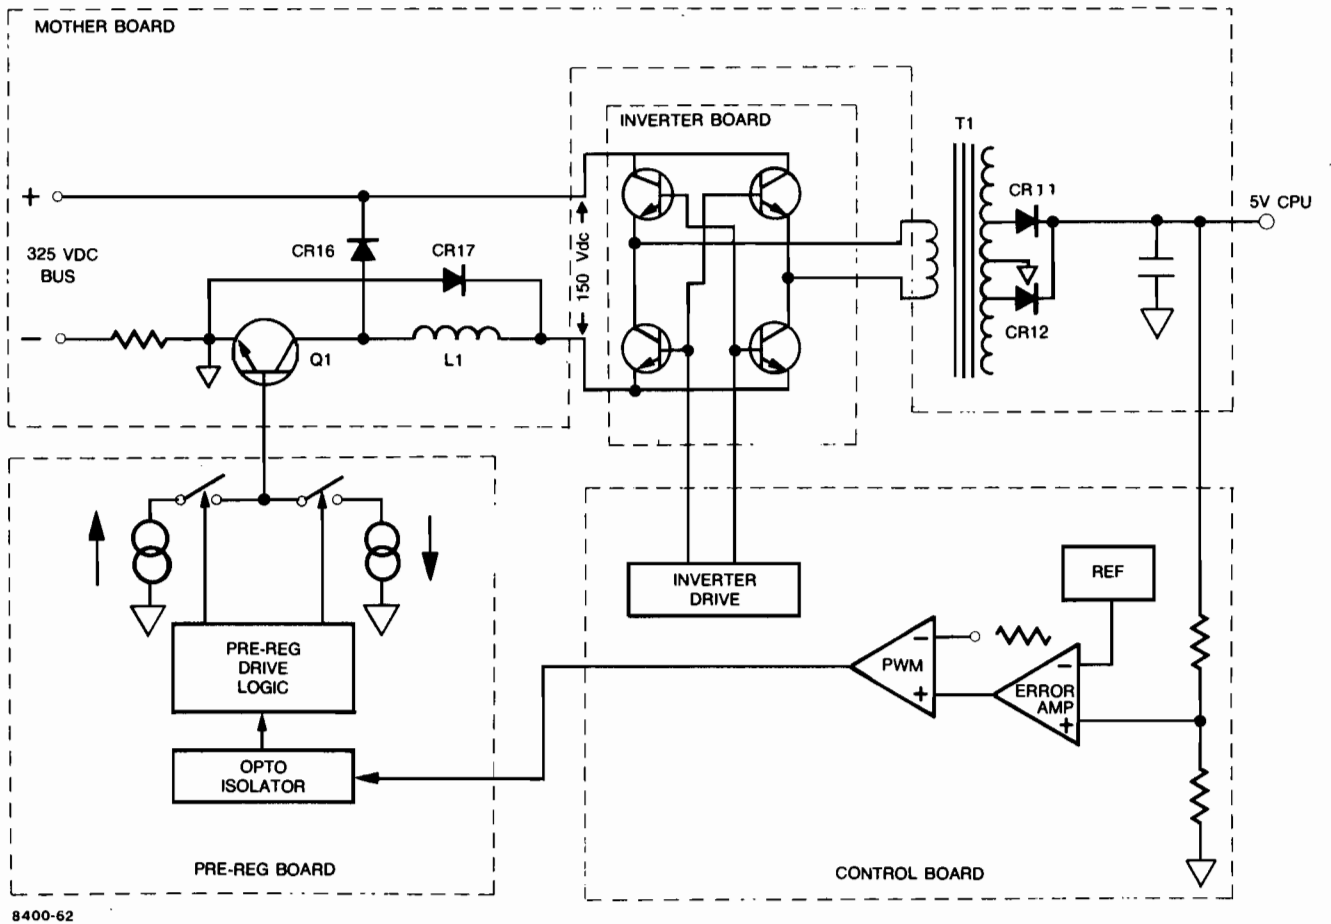 MOTHER BOARD
INVERTER BOARD
T1
CR11
5V CPU
+
325 VDC
BUS
−
CR16
CR17
150 Vdc
Q1
L1
CR12
INVERTER
DRIVE
REF
PRE-REG
DRIVE
LOGIC
− PWM +
− ERROR
AMP +
OPTO
ISOLATOR
PRE-REG BOARD
CONTROL BOARD
8400-62